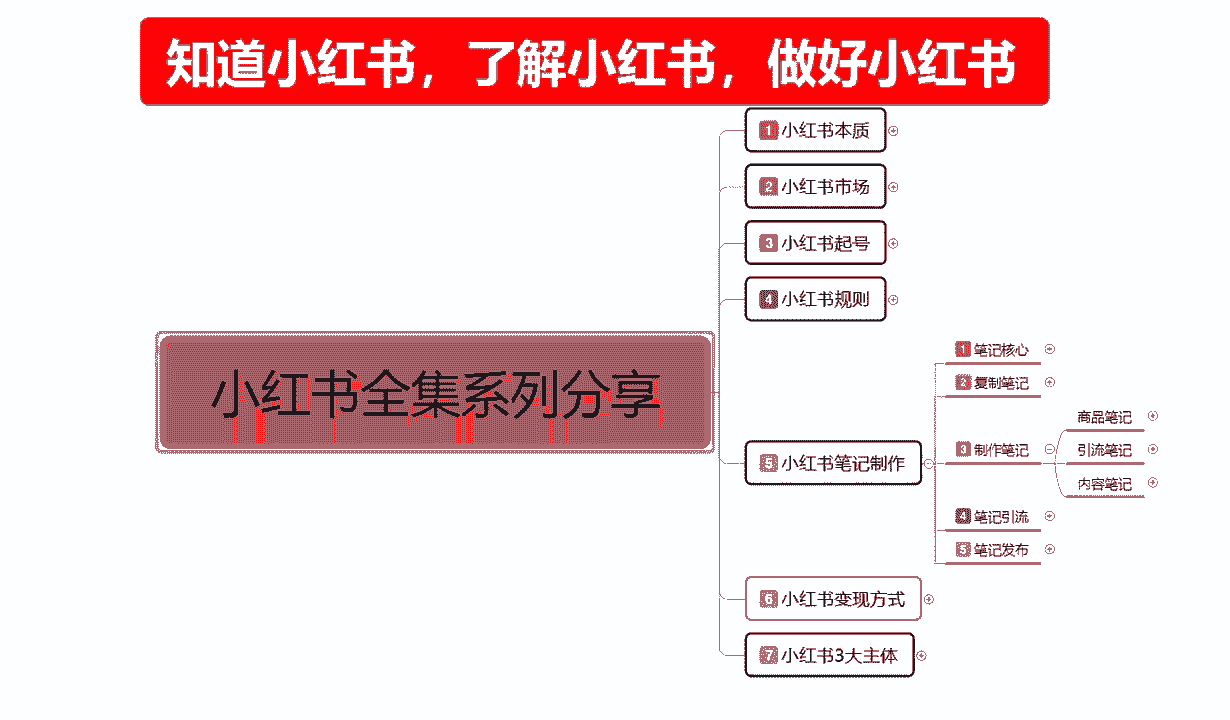 知道小红书，了解小红书，做好小红书
小红书全集系列分享
1 小红书本质
2 小红书市场
3 小红书起号
4 小红书规则
5 小红书笔记制作
1 笔记核心
2 复制笔记
3 制作笔记
商品笔记
引流笔记
内容笔记
4 笔记引流
5 笔记发布
6 小红书变现方式
7 小红书3大主体